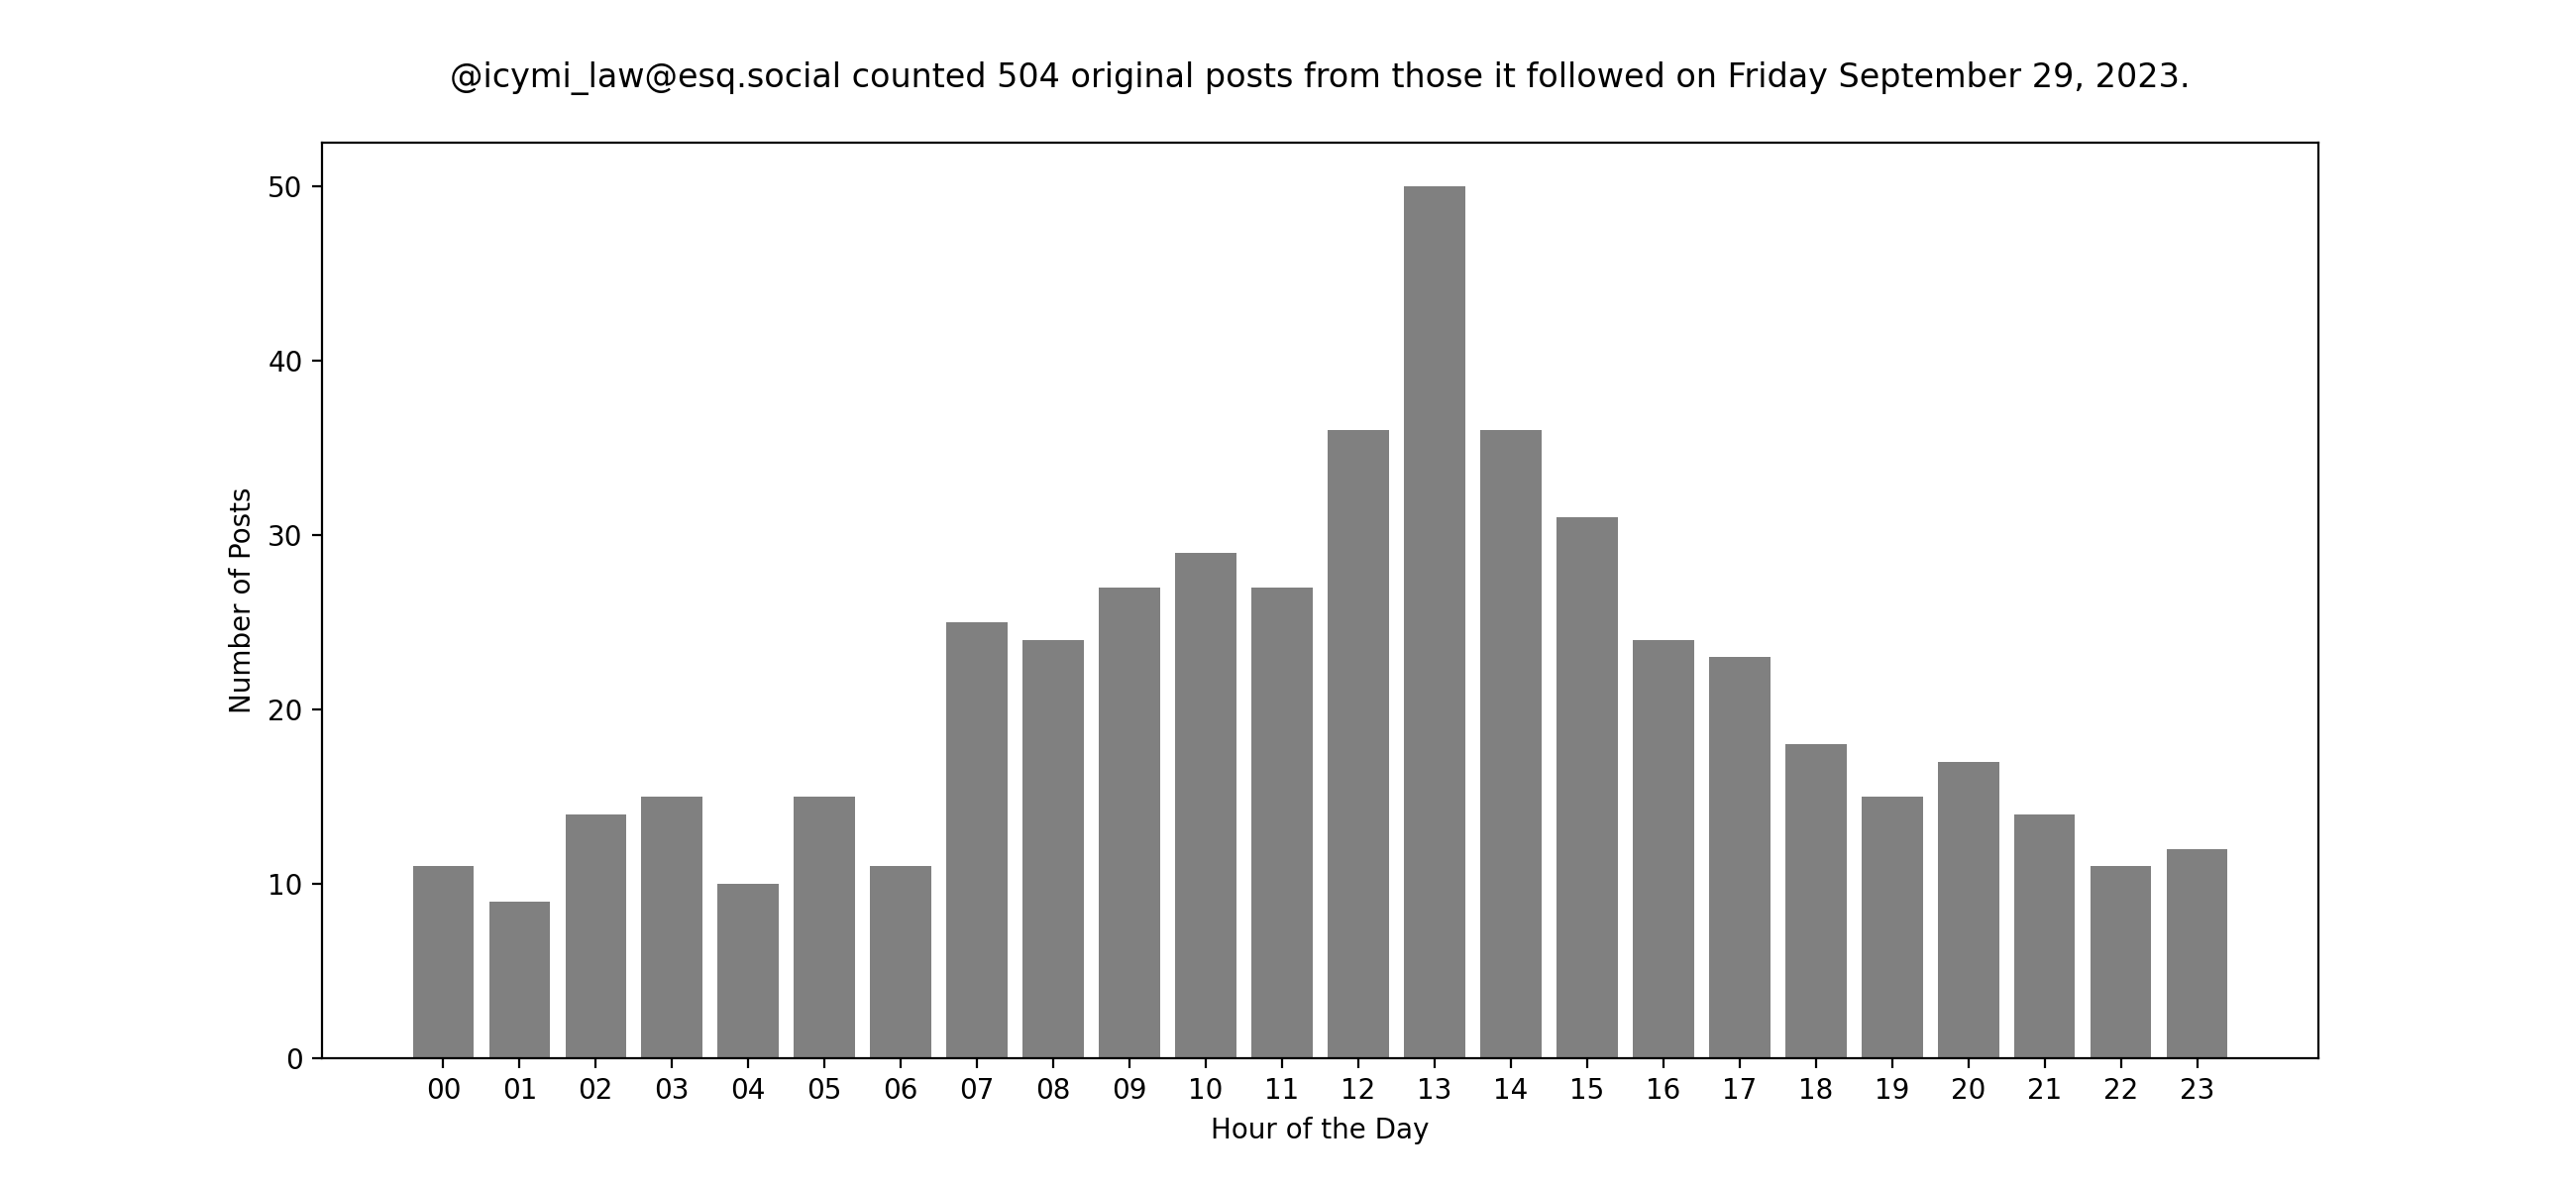 @icymi_law@esq.social counted 504 original posts from those it followed on Friday September 29, 2023.
50
40
30
20
10
0
Number of Posts
00 01 02 03 04 05 06 07 08 09 10 11 12 13 14 15 16 17 18 19 20 21 22 23
Hour of the Day